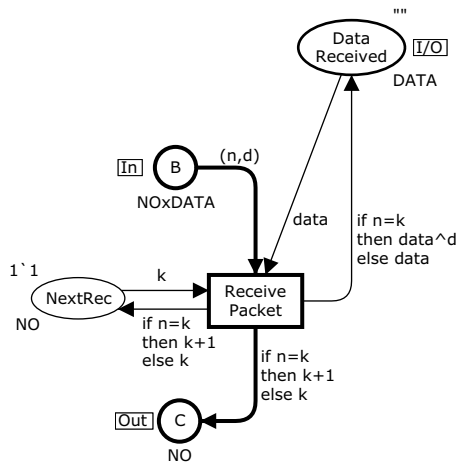 ""
Data
Received
I/O
DATA
In
B
(n,d)
NOxDATA
data
if n=k
then data^d
else data
1`1
k
NextRec
Receive
Packet
NO
if n=k
then k+1
else k
if n=k
then k+1
else k
Out
C
NO